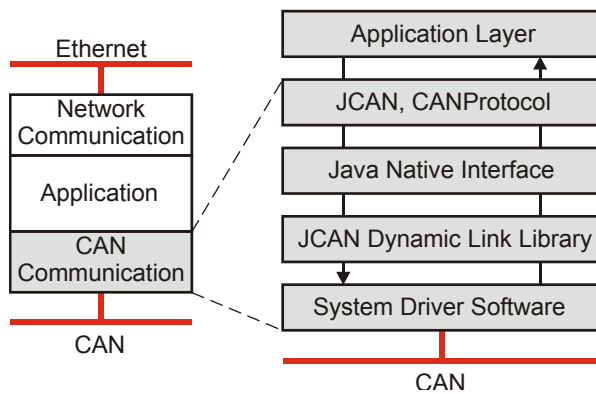 Ethernet
Network
Communication
Application
CAN
Communication
CAN
Application Layer
JCAN, CANProtocol
Java Native Interface
JCAN Dynamic Link Library
System Driver Software
CAN